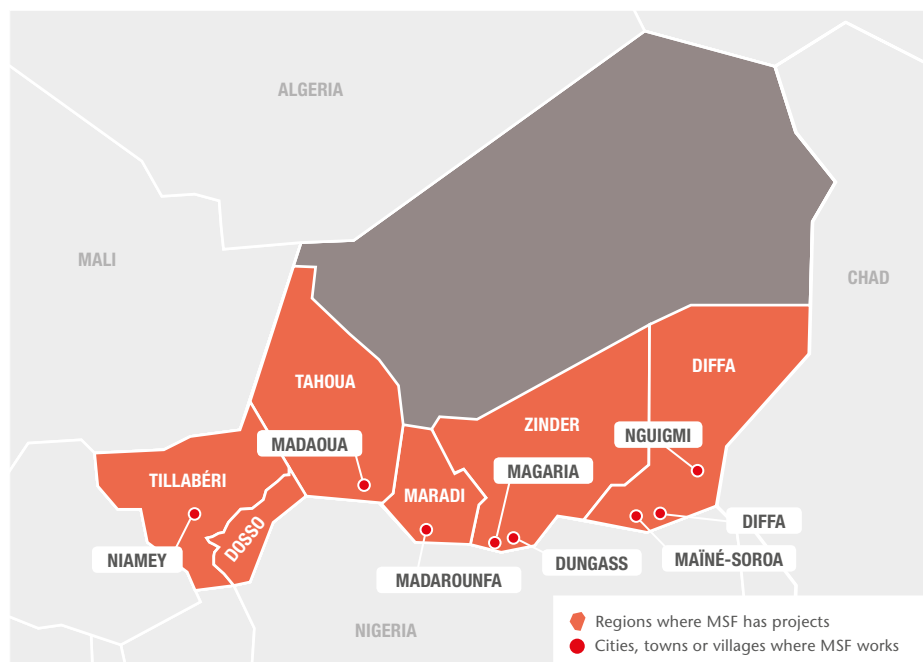 ALGERIA
MALI
CHAD
DIFFA
TAHOUA
ZINDER
NGUIGMI
MADAOUA
MAGARIA
TILLABÉRI
MARADI
DIFFA
DOSSO
NIAMEY
DUNGASS
MAÏNÉ-SOROA
MADAROUNFA
NIGERIA
Regions where MSF has projects
Cities, towns or villages where MSF works